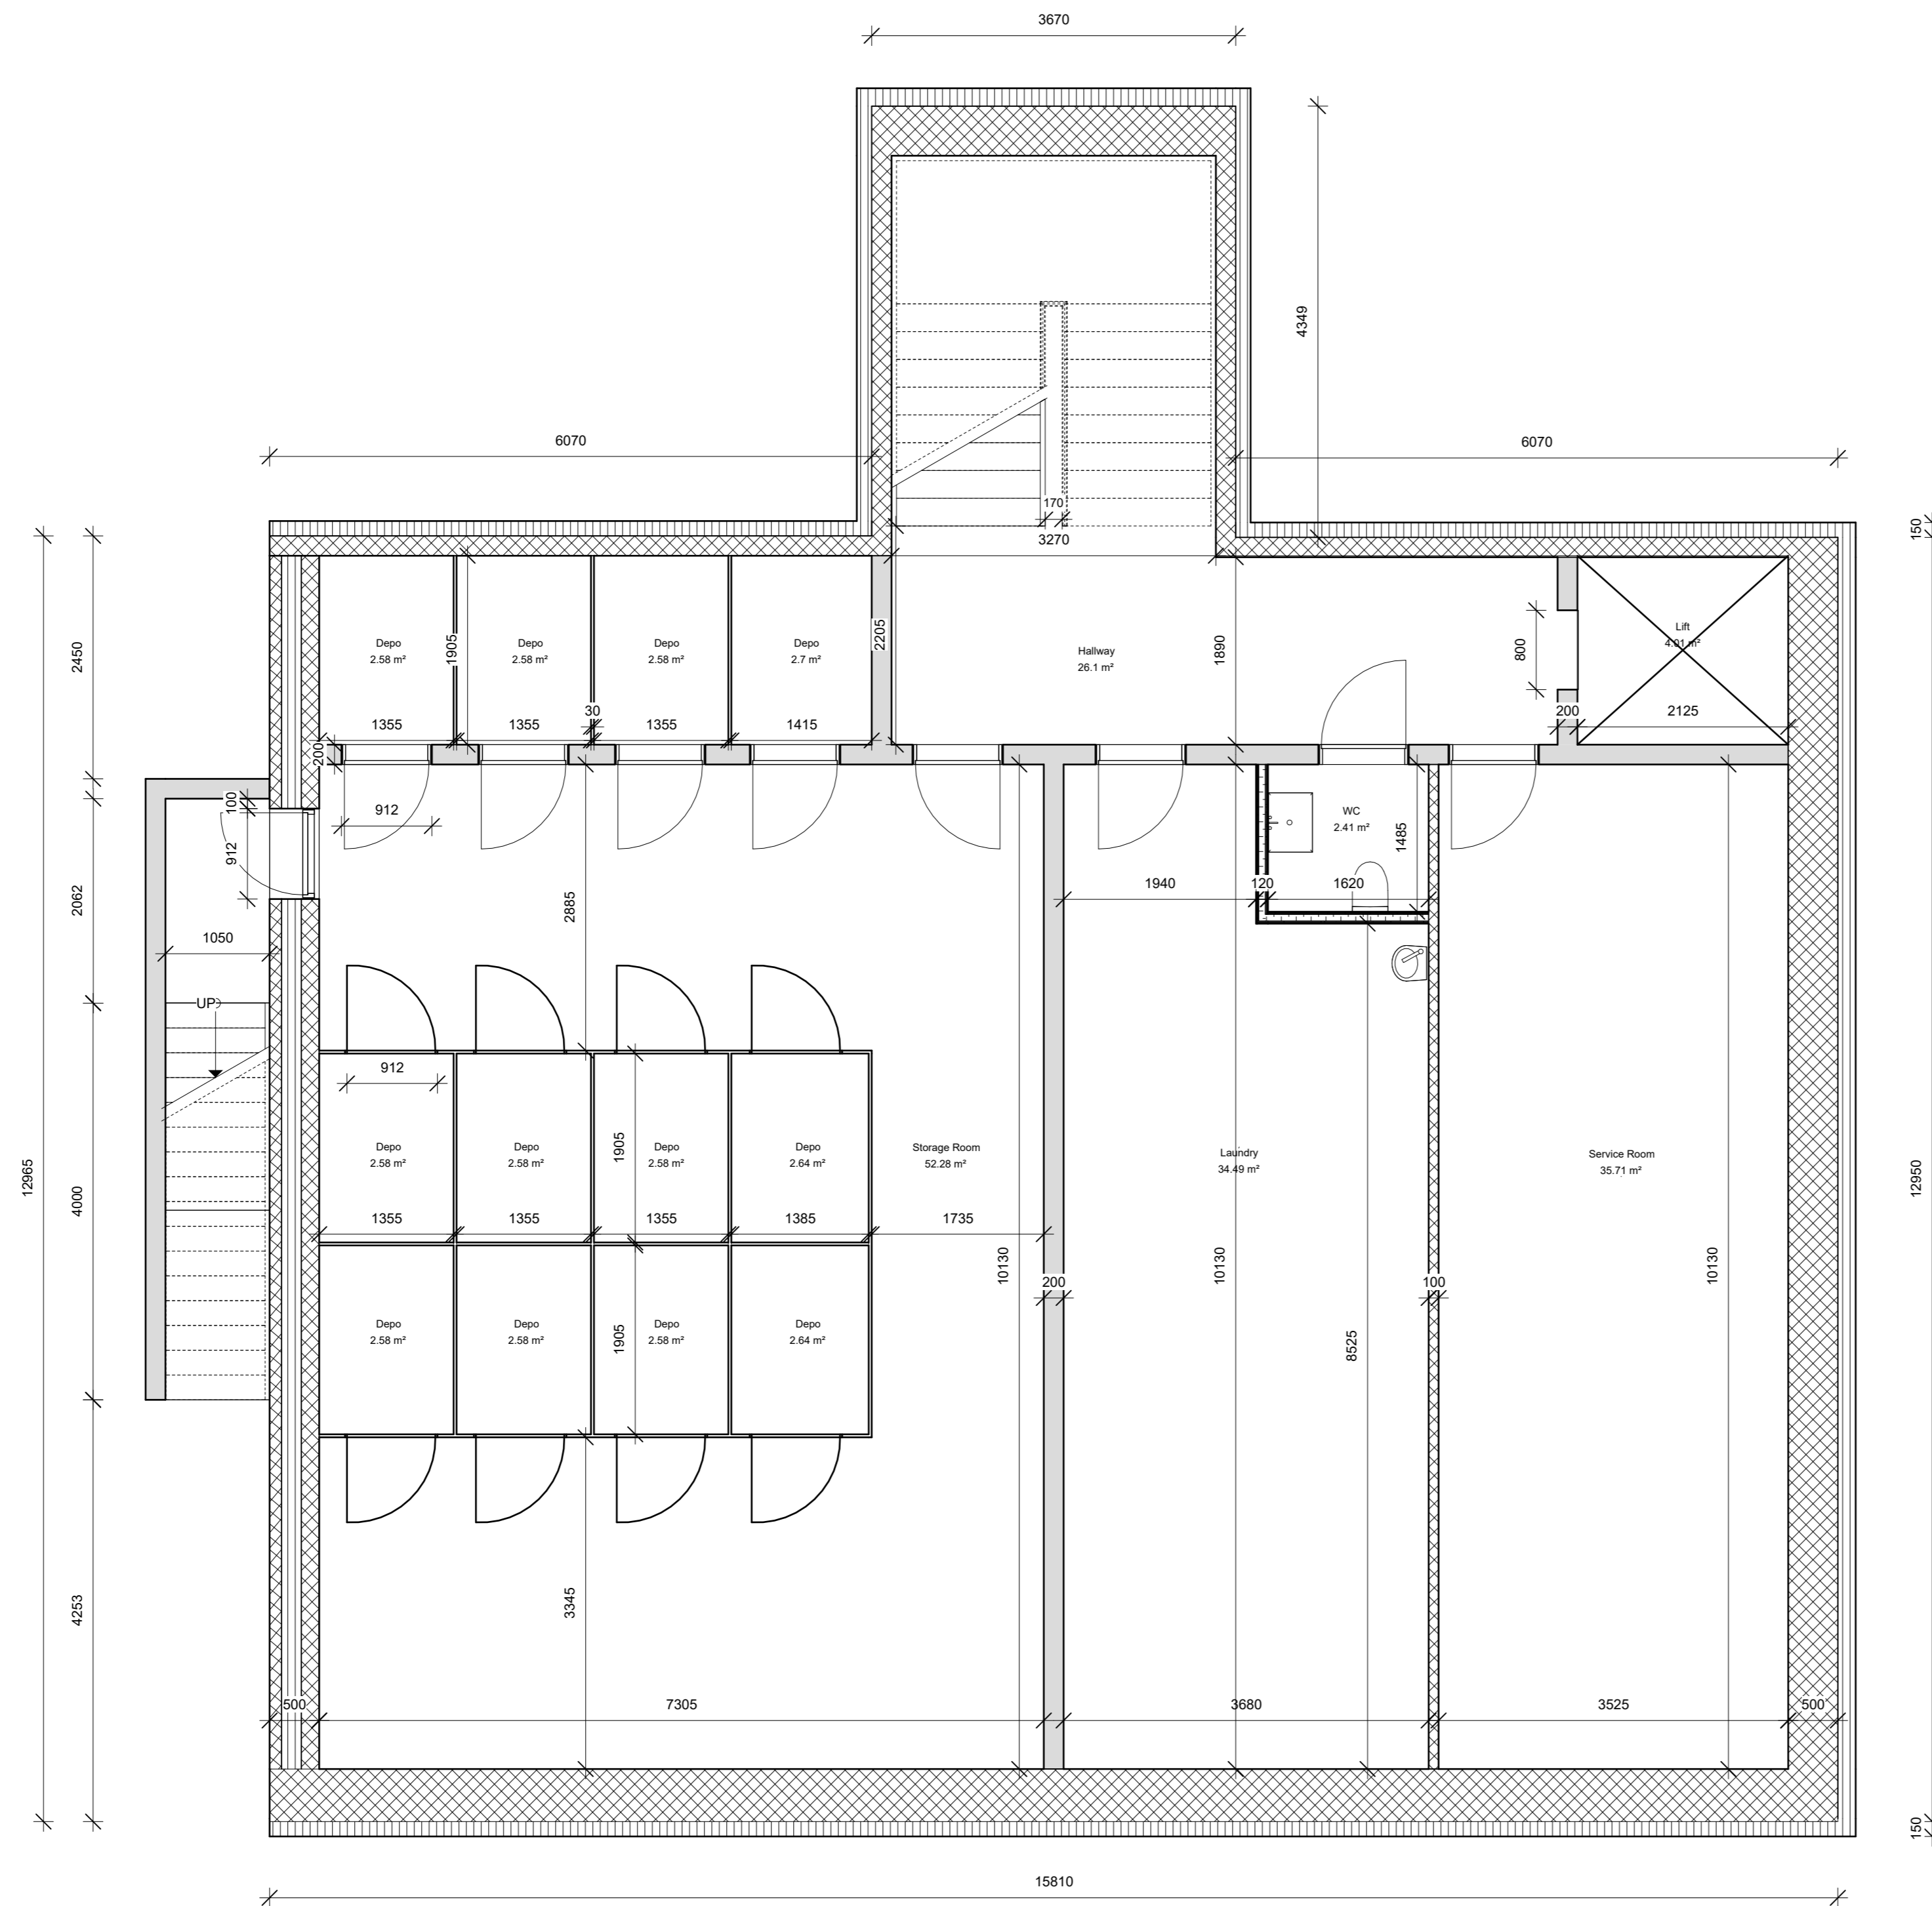 3670
4349
6070
6070
150
170
3270
2450
Depo
2.58 m²
1905
Depo
2.58 m²
Depo
2.58 m²
Depo
2.7 m²
2205
Hallway
26.1 m²
1890
800
Lift
4.01 m²
1355
1355
30
1355
1415
200
2125
200
100
912
912
2062
2885
WC
2.41 m²
1485
1940
120
1620
1050
UP
912
12965
4000
Depo
2.58 m²
Depo
2.58 m²
1905
Depo
2.58 m²
Depo
2.64 m²
Storage Room
52.28 m²
Laundry
34.49 m²
Service Room
35.71 m²
12950
1355
1355
1355
1385
1735
10130
200
10130
100
10130
Depo
2.58 m²
Depo
2.58 m²
1905
Depo
2.58 m²
Depo
2.64 m²
8525
4253
3345
500
7305
3680
3525
500
150
15810